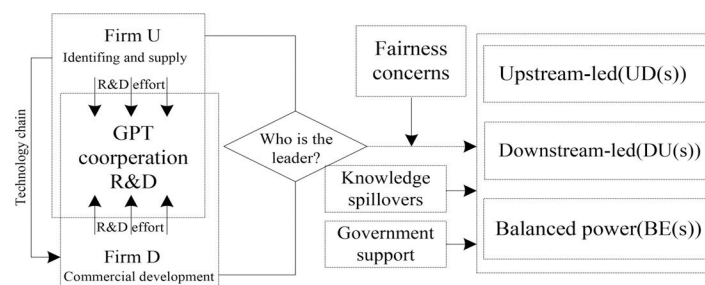 Firm U
Identifing and supply
R&D effort
GPT
coorperation
R&D
R&D effort
Firm D
Commercial development
Technology chain
Who is the
leader?
Fairness
concerns
Knowledge
spillovers
Government
support
Upstream-led(UD(s))
Downstream-led(DU(s))
Balanced power(BE(s))